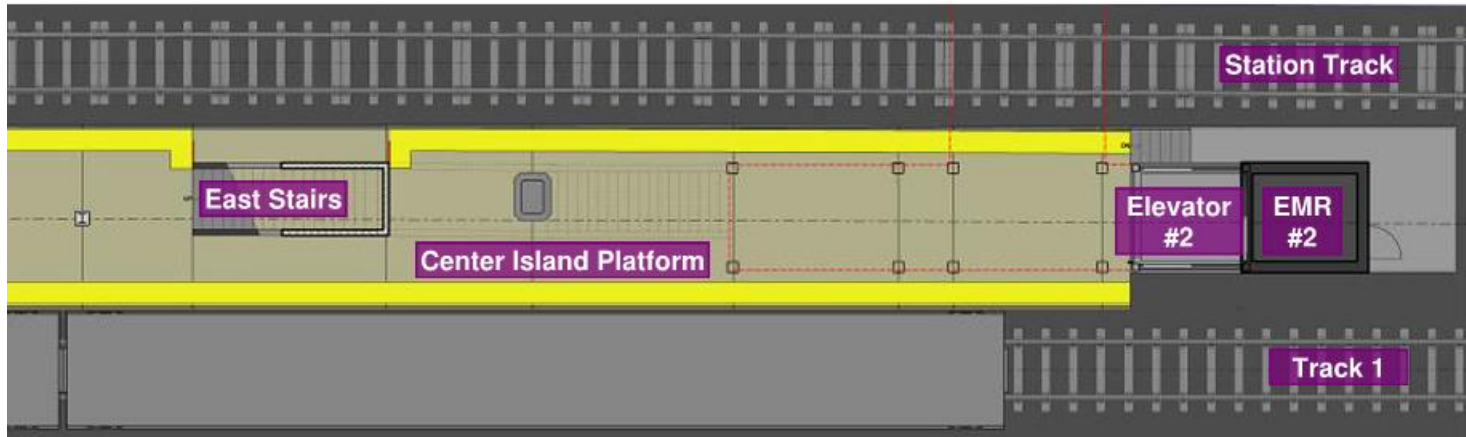 Station Track
East Stairs
Elevator
#2
EMR
#2
Center Island Platform
Track 1